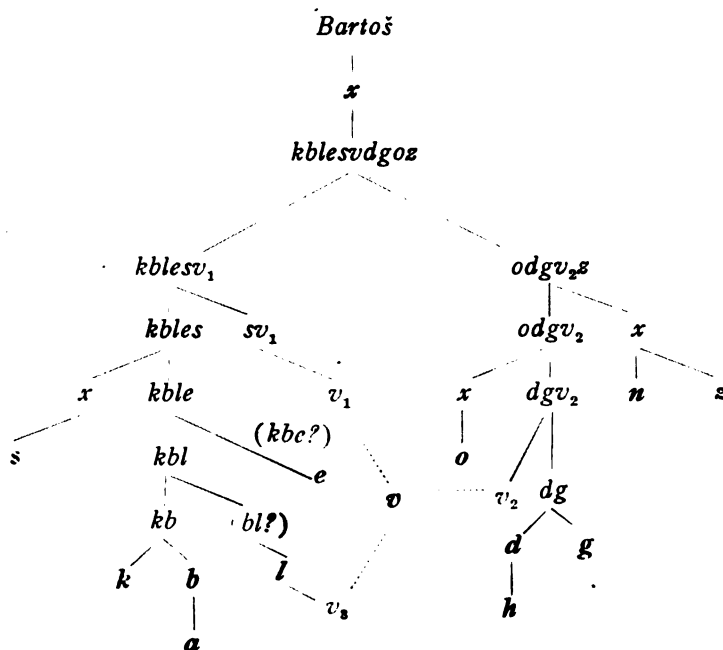 Bartoš
x
kblesvdgoz
kblesv₁ odgv₂z
kbles sv₁ odgv₂ x
x kble v₁ x dgv₂ n z
(kbc?)
s kbl e o
v v₂ dg
kb bl?)
k b l d g
v₃ h
a